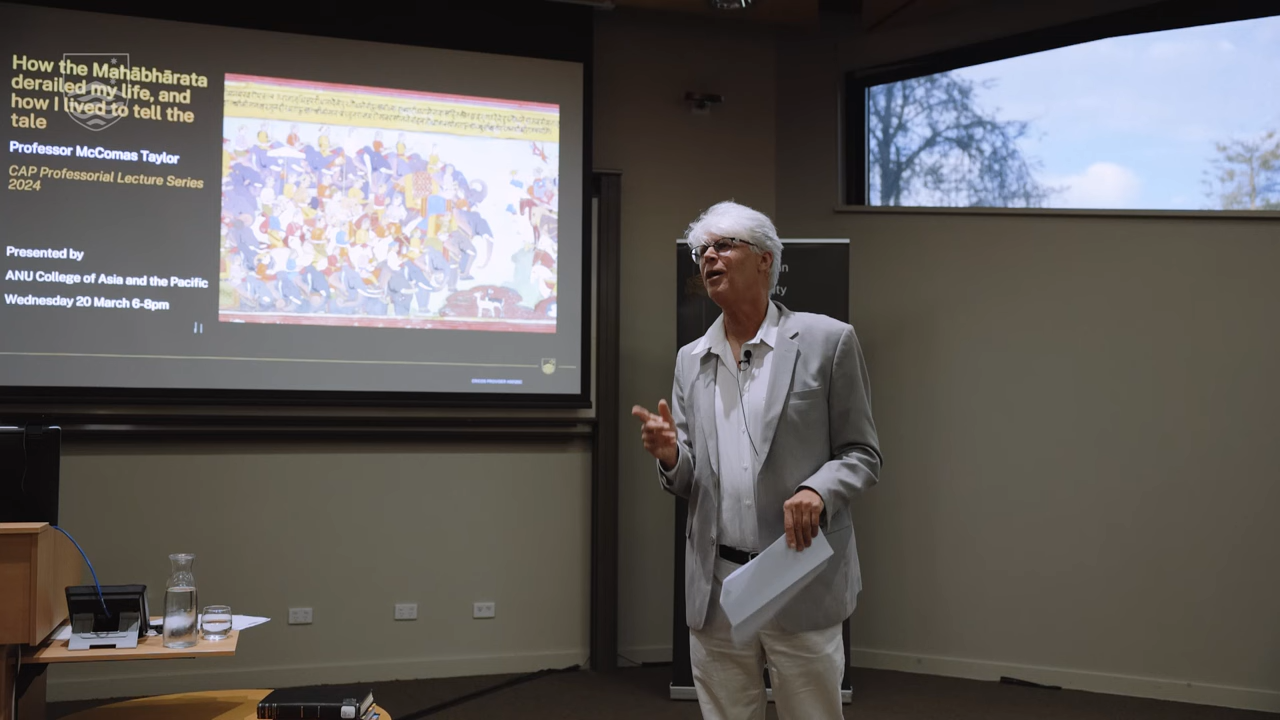 How the Mahābhārata
derailed my life, and
how I lived to tell the
tale
Professor McComas Taylor
CAP Professorial Lecture Series
2024
Presented by
ANU College of Asia and the Pacific
Wednesday 20 March 6-8pm